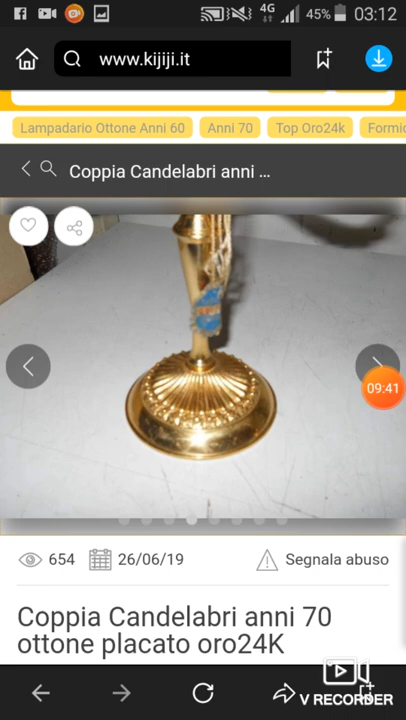 4G 45% 03:12
www.kijiji.it
Lampadario Ottone Anni 60 Anni 70 Top Oro24k Formic
Coppia Candelabri anni ...
09:41
654 26/06/19 Segnala abuso
Coppia Candelabri anni 70
ottone placato oro24K
V RECORDER